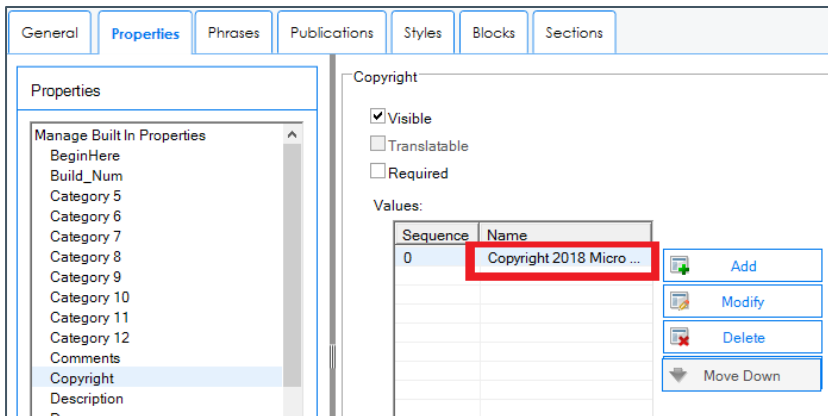 General Properties Phrases Publications Styles Blocks Sections
Properties
Manage Built In Properties
BeginHere
Build_Num
Category 5
Category 6
Category 7
Category 8
Category 9
Category 10
Category 11
Category 12
Comments
Copyright
Description
Copyright
Visible
Translatable
Required
Values:
Sequence Name
0 Copyright 2018 Micro ...
Add
Modify
Delete
Move Down